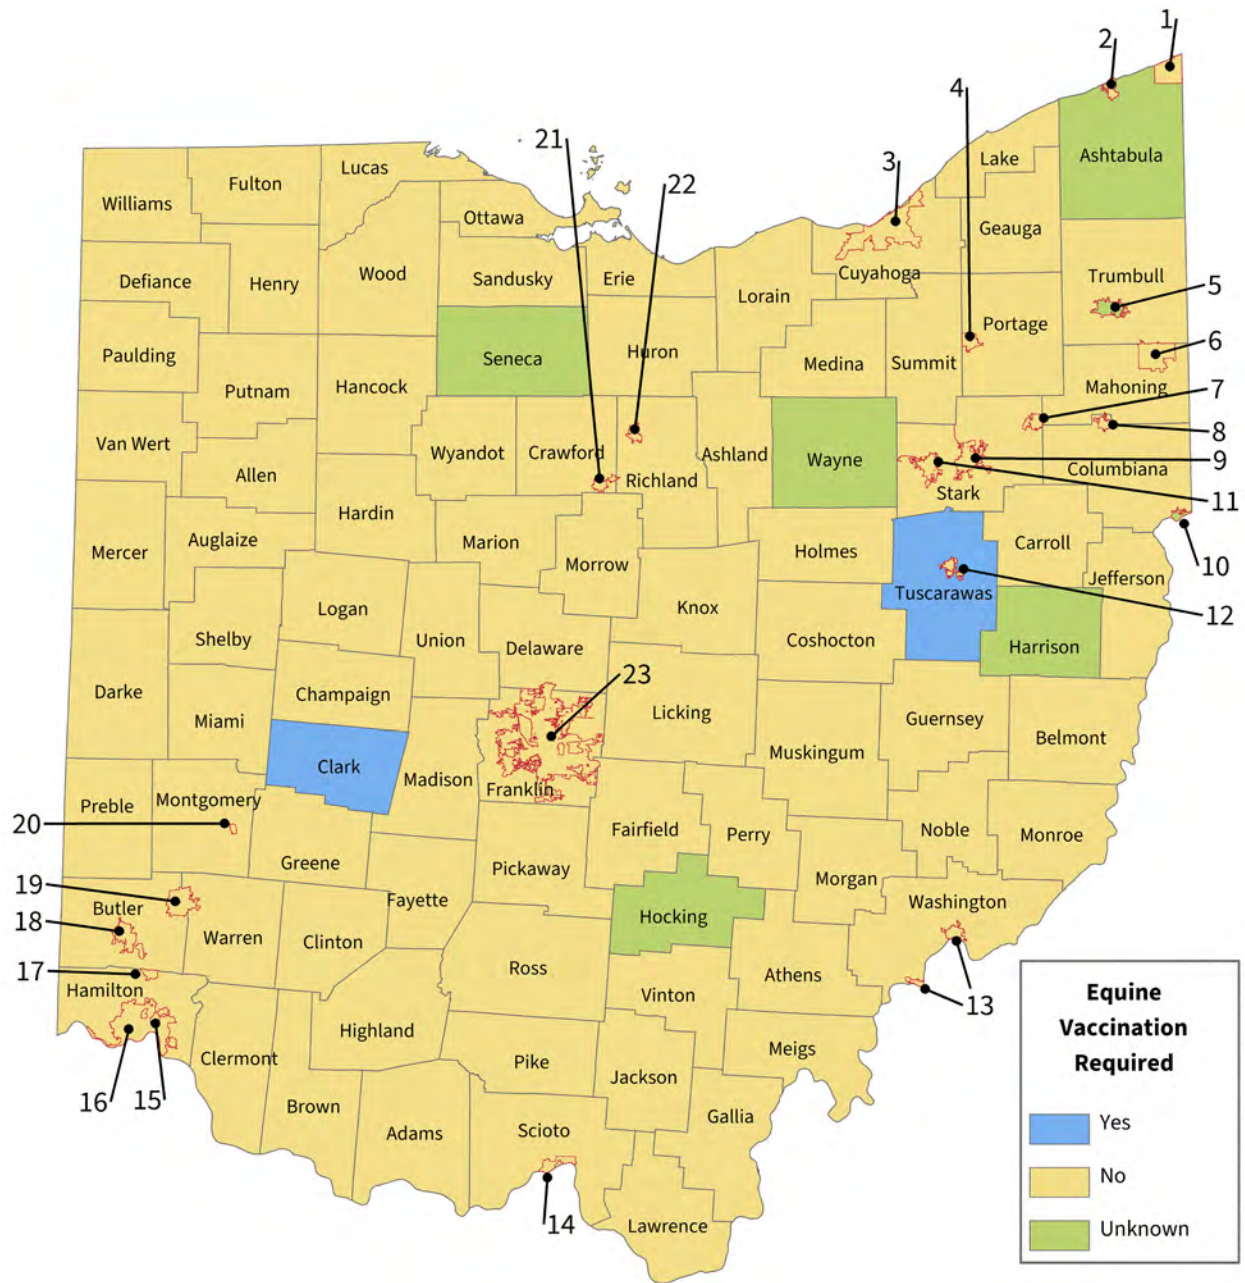 1
2
4
3
21
22
Ashtabula
Lake
Lucas
Fulton
Williams
Ottawa
Geauga
Wood
Cuyahoga
Trumbull
Defiance
Henry
Sandusky
Erie
5
Lorain
Portage
6
Paulding
Seneca
Huron
Medina
Summit
Putnam
Hancock
Mahoning
7
Van Wert
Wyandot
Crawford
Ashland
Wayne
8
Allen
Richland
Columbiana
9
Stark
11
Hardin
Auglaize
Marion
Mercer
Holmes
Carroll
10
Morrow
Jefferson
Tuscarawas
Logan
Knox
12
Shelby
Union
Delaware
Coshocton
Harrison
23
Darke
Champaign
Miami
Licking
Guernsey
Belmont
Muskingum
Clark
Madison
Franklin
Preble
Montgomery
20
Fairfield
Perry
Noble
Monroe
Greene
Pickaway
Morgan
19
Fayette
Butler
Washington
18
Hocking
Warren
Clinton
17
Ross
Athens
Hamilton
Vinton
13
Highland
Clermont
Pike
Meigs
Jackson
16
15
Brown
Gallia
Adams
Scioto
14
Lawrence
Equine
Vaccination
Required
Yes
No
Unknown